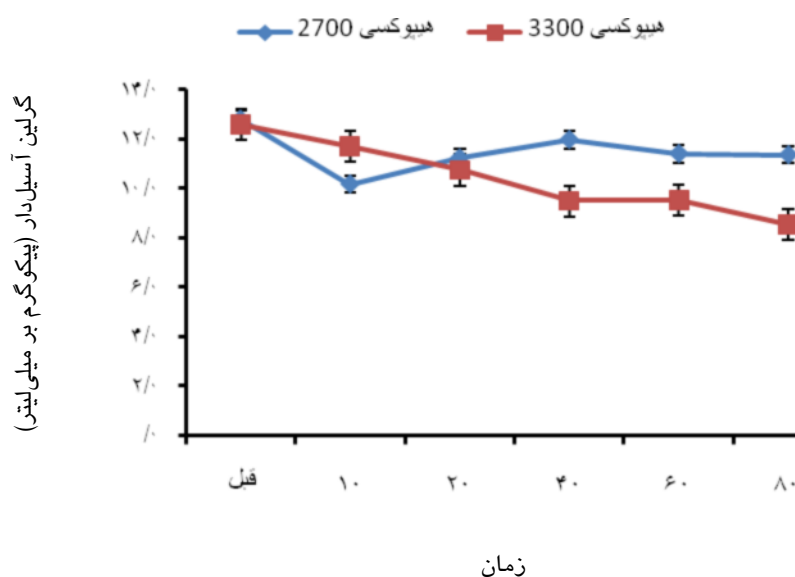 هیپوکسی 2700
هیپوکسی 3300
گرلین آسیل‌دار (پیکوگرم بر میلی‌لیتر)
۱۴/۰
۱۲/۰
۱۰/۰
۸/۰
۶/۰
۴/۰
۲/۰
/۰
قبل
۱۰
۲۰
۴۰
۶۰
۸۰
زمان